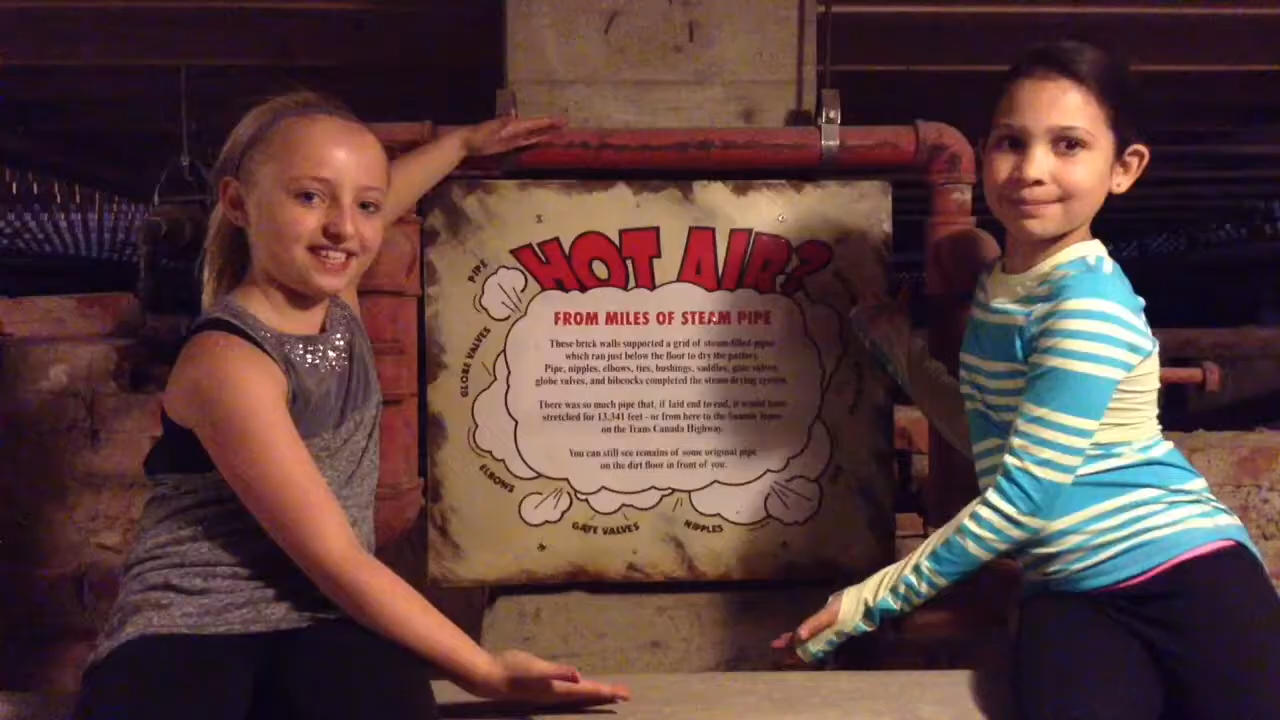 HOT AIR?
FROM MILES OF STEAM PIPE
These brick walls supported a grid of steam-filled pipe
which ran just below the floor to dry the pottery.
Pipe, nipples, elbows, ties, bushings, saddles, gate valves,
globe valves, and bibcocks completed the steam drying system.
There was so much pipe that, if laid end to end, it would have
stretched for 13,341 feet - or from here to the
on the Trans Canada Highway.
You can still see remains of some original pipe
on the dirt floor in front of you.
PIPE
GLOBE VALVES
ELBOWS
GATE VALVES
NIPPLES